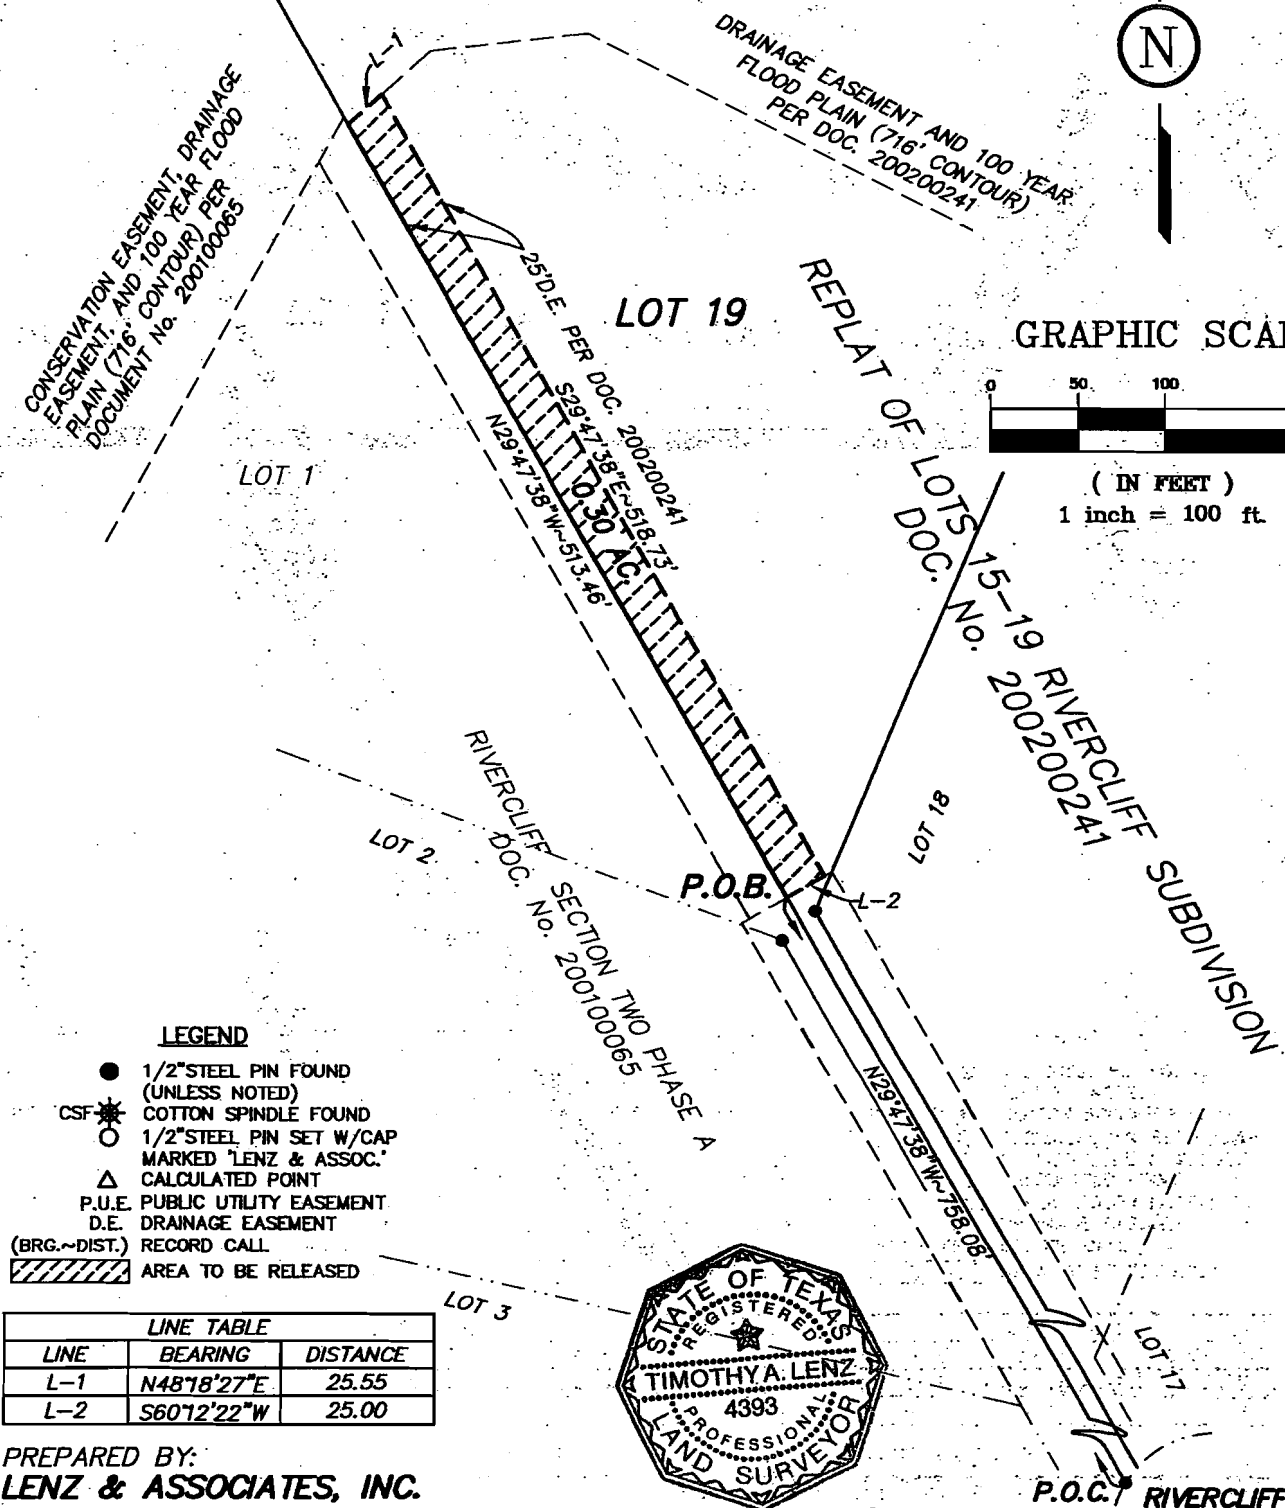 L-1
DRAINAGE EASEMENT AND 100 YEAR
FLOOD PLAIN (716' CONTOUR)
PER DOC. 200200241
N
CONSERVATION EASEMENT, DRAINAGE
EASEMENT, AND 100 YEAR FLOOD
PLAIN (716' CONTOUR) PER
DOCUMENT No. 200100065
25'D.E. PER DOC. 200200241
LOT 19
REPLAT OF LOTS 15-19 RIVERCLIFF SUBDIVISION
DOC. No. 200200241
GRAPHIC SCAL
0 50 100
( IN FEET )
1 inch = 100 ft.
S29°47'38"E~518.73'
0.30 AC.
N29°47'38"W~513.46'
LOT 1
LOT 2
RIVERCLIFF SECTION TWO PHASE A
DOC. No. 200100065
P.O.B.
L-2
LOT 18
N29°47'38"W~758.08'
LEGEND
1/2"STEEL PIN FOUND
(UNLESS NOTED)
CSF COTTON SPINDLE FOUND
1/2"STEEL PIN SET W/CAP
MARKED "LENZ & ASSOC."
CALCULATED POINT
P.U.E. PUBLIC UTILITY EASEMENT
D.E. DRAINAGE EASEMENT
(BRG.~DIST.) RECORD CALL
AREA TO BE RELEASED
LOT 3
LINE TABLE
LINE BEARING DISTANCE
L-1 N48°18'27"E 25.55
L-2 S60°12'22"W 25.00
STATE OF TEXAS
REGISTERED
TIMOTHY A. LENZ
4393
PROFESSIONAL
LAND SURVEYOR
LOT 17
PREPARED BY:
LENZ & ASSOCIATES, INC.
P.O.C.
RIVERCLIFF